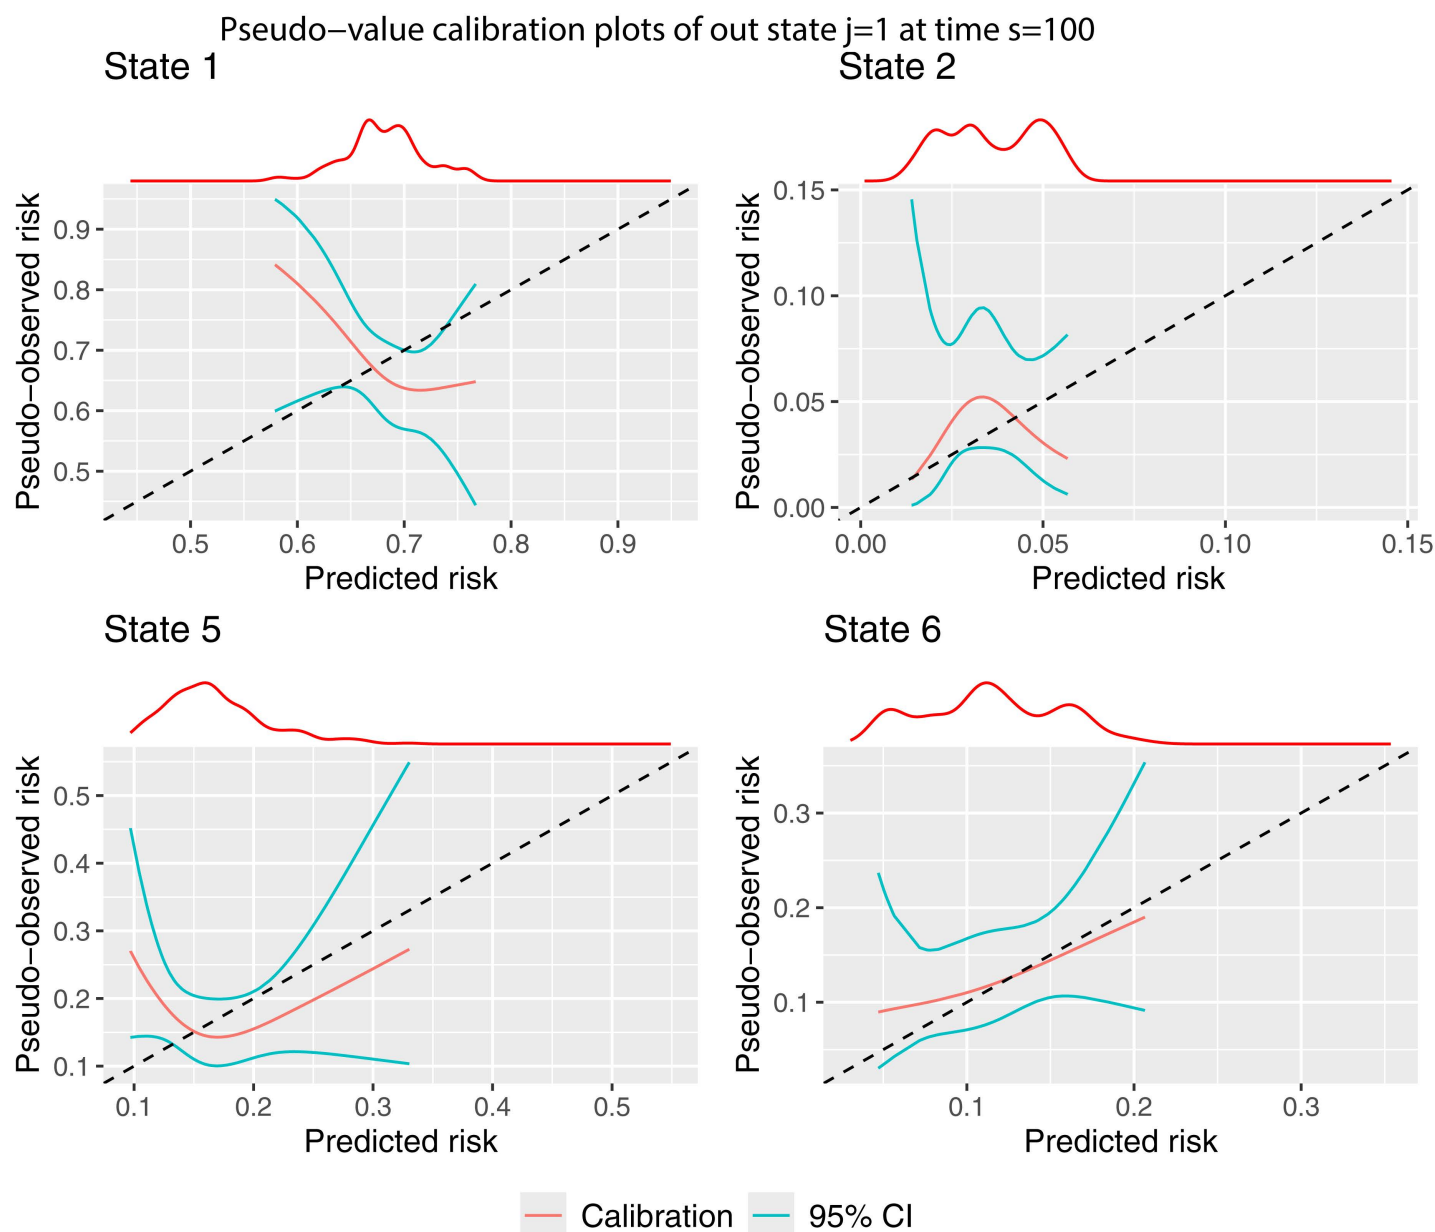 Pseudo−value calibration plots of out state j=1 at time s=100
State 1
State 2
Pseudo−observed risk
0.9
0.8
0.7
0.6
0.5
0.5 0.6 0.7 0.8 0.9
Predicted risk
Pseudo−observed risk
0.15
0.10
0.05
0.00
0.00 0.05 0.10 0.15
Predicted risk
State 5
State 6
Pseudo−observed risk
0.5
0.4
0.3
0.2
0.1
0.1 0.2 0.3 0.4 0.5
Predicted risk
Pseudo−observed risk
0.3
0.2
0.1
0.1 0.2 0.3
Predicted risk
Calibration 95% CI